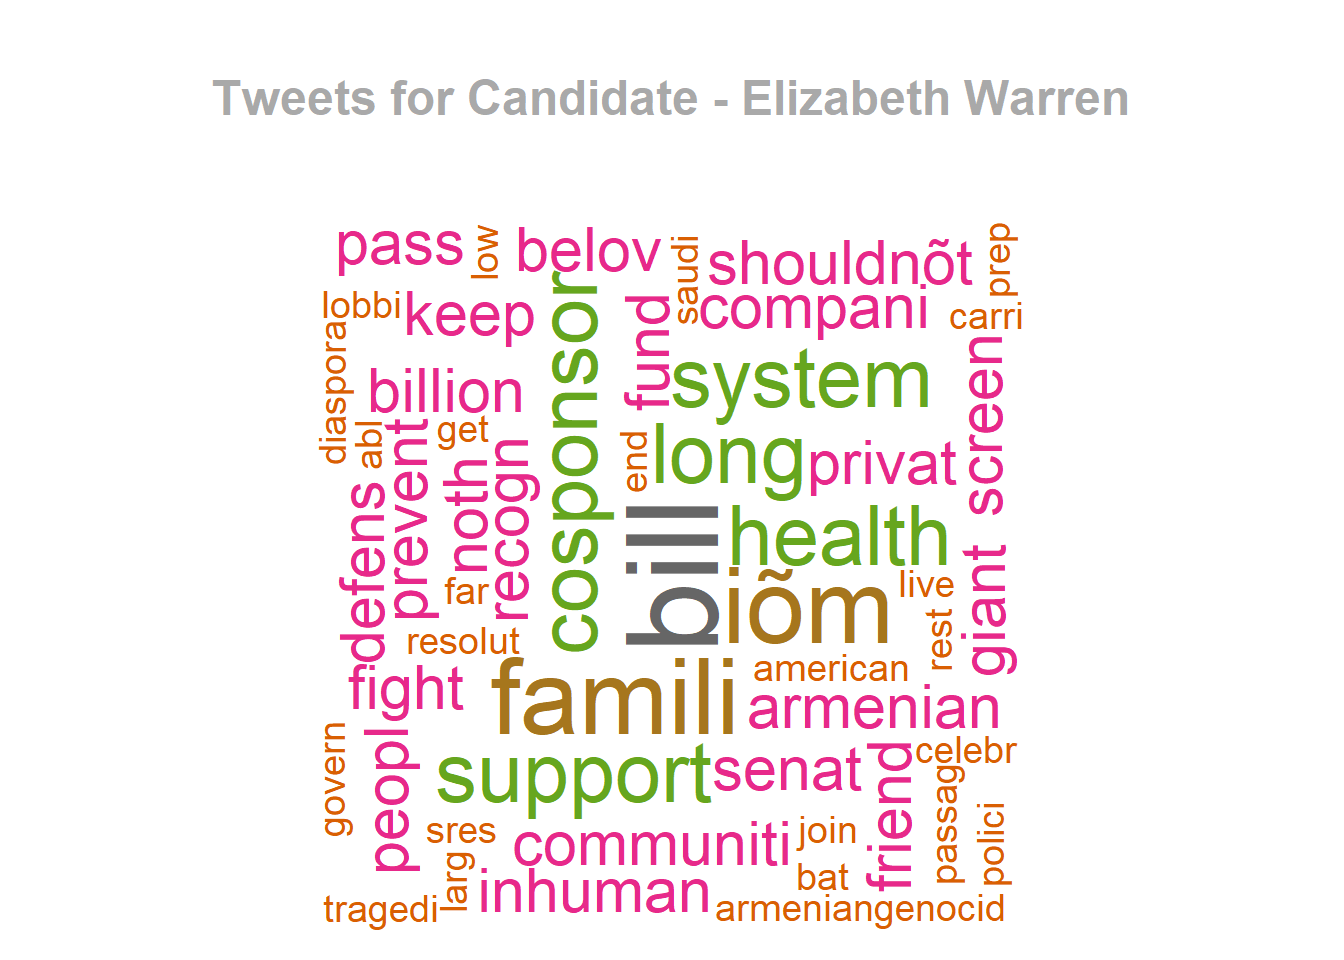 Tweets for Candidate - Elizabeth Warren
pass
low
belov
saudi
shouldnõt
prep
lobbi
keep
cosponsor
fund
compani
carri
diaspora
billion
system
screen
abl
get
prevent
noth
recogn
end
long
privat
defens
bill
health
far
iõm
live
giant
resolut
rest
fight
famili
american
armenian
govern
peopl
support
senat
friend
celebr
passag
polici
sres
communiti
join
larg
inhuman
bat
tragedi
armeniangenocid